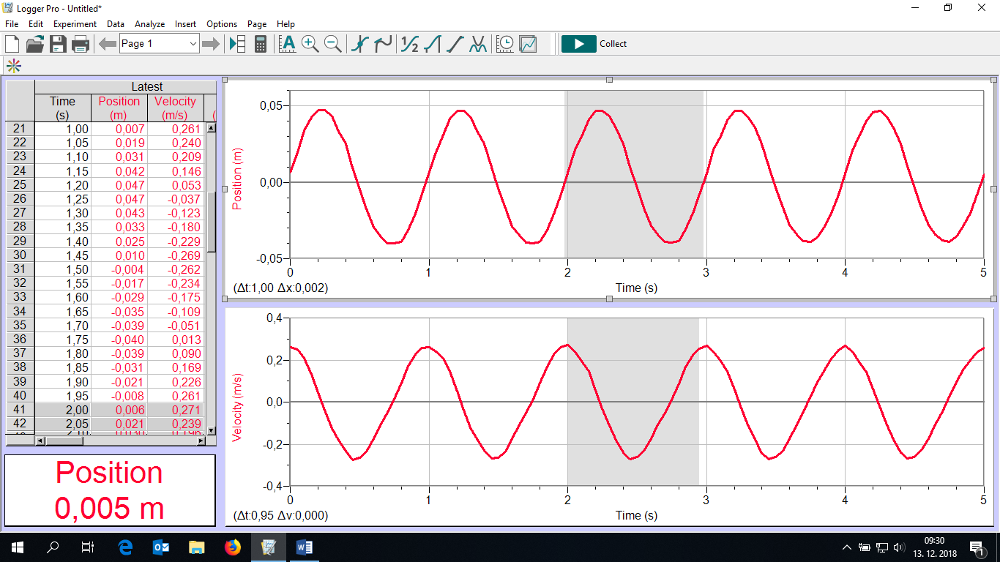 Logger Pro - Untitled*
File Edit Experiment Data Analyze Insert Options Page Help
Page 1
Collect
Latest
Time Position Velocity
(s) (m) (m/s) (
21 1,00 0,007 0,261
22 1,05 0,019 0,240
23 1,10 0,031 0,209
24 1,15 0,042 0,146
25 1,20 0,047 0,053
26 1,25 0,047 -0,037
27 1,30 0,043 -0,123
28 1,35 0,033 -0,180
29 1,40 0,025 -0,229
30 1,45 0,010 -0,269
31 1,50 -0,004 -0,262
32 1,55 -0,017 -0,234
33 1,60 -0,029 -0,175
34 1,65 -0,035 -0,109
35 1,70 -0,039 -0,051
36 1,75 -0,040 0,013
37 1,80 -0,039 0,090
38 1,85 -0,031 0,169
39 1,90 -0,021 0,226
40 1,95 -0,008 0,261
41 2,00 0,006 0,271
42 2,05 0,021 0,239
Position
0,005 m
Position (m)
0,05
0,00
-0,05
0 1 2 3 4 5
(Δt:1,00 Δx:0,002)
Time (s)
Velocity (m/s)
0,4
0,2
0,0
-0,2
-0,4
0 1 2 3 4 5
(Δt:0,95 Δv:0,000)
Time (s)
09:30
13. 12. 2018
1